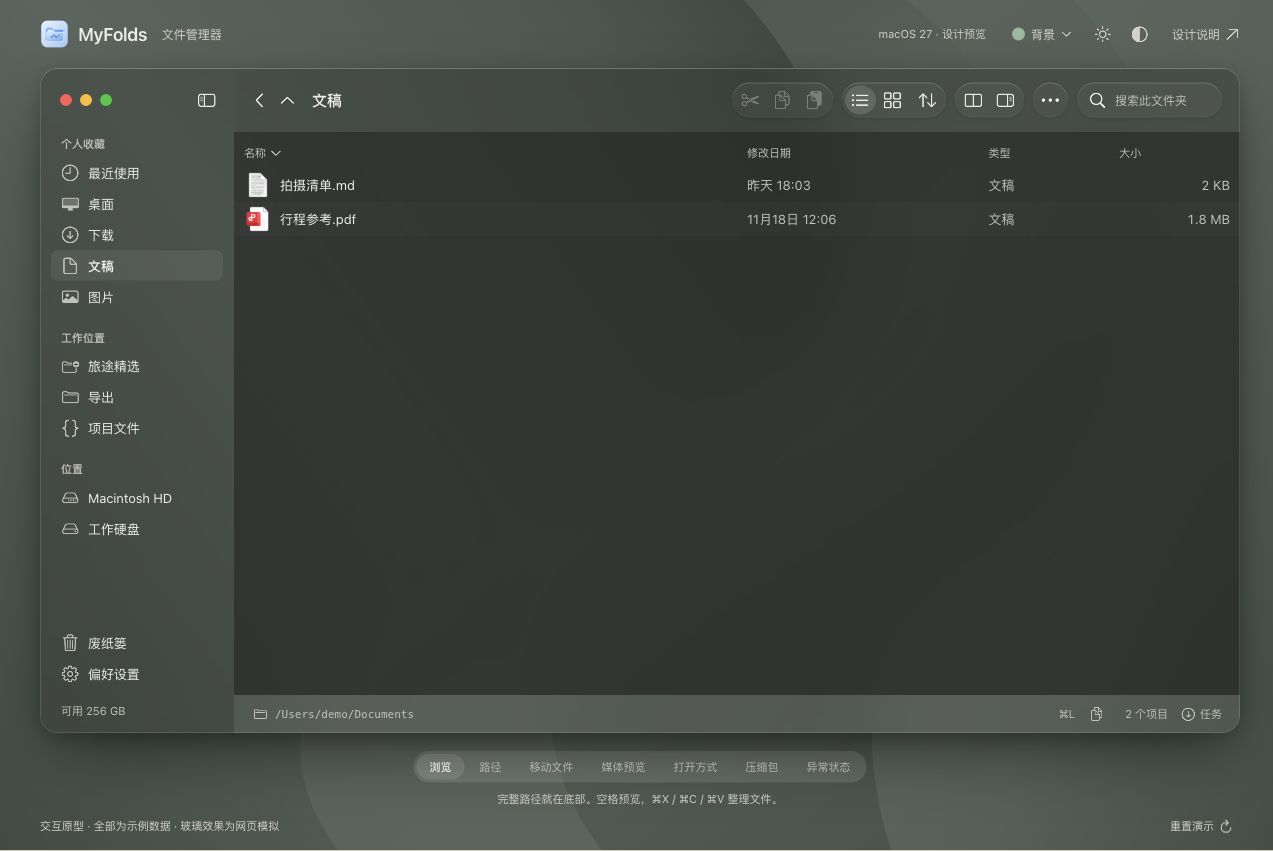 MyFolds 文件管理器
macOS 27 · 设计预览 背景 设计说明
文稿
搜索此文件夹
个人收藏
最近使用
桌面
下载
文稿
图片
工作位置
旅途精选
导出
项目文件
位置
Macintosh HD
工作硬盘
废纸篓
偏好设置
可用 256 GB
名称 修改日期 类型 大小
拍摄清单.md 昨天 18:03 文稿 2 KB
行程参考.pdf 11月18日 12:06 文稿 1.8 MB
/Users/demo/Documents ⌘L 2 个项目 任务
浏览 路径 移动文件 媒体预览 打开方式 压缩包 异常状态
完整路径就在底部。空格预览，⌘X / ⌘C / ⌘V 整理文件。
交互原型 · 全部为示例数据 · 玻璃效果为网页模拟
重置演示